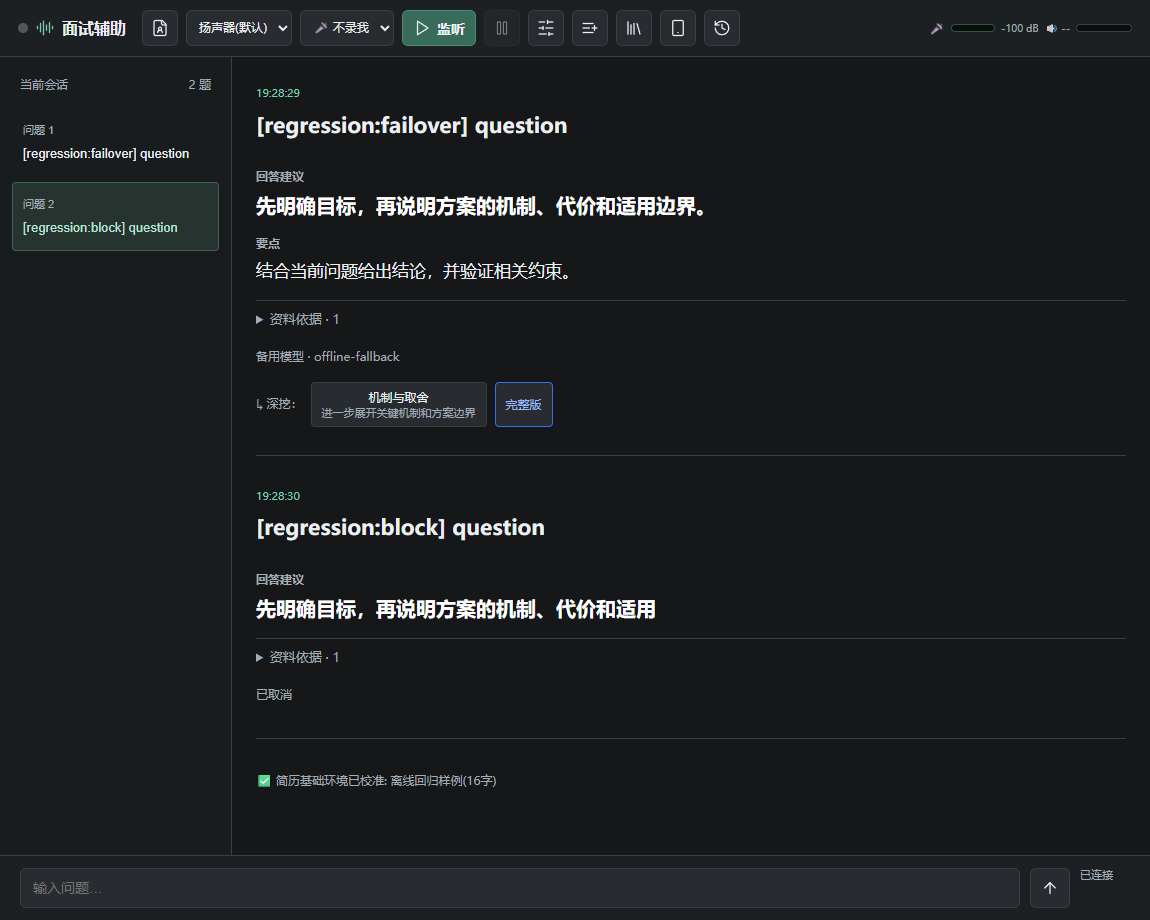 面试辅助
扬声器(默认)
不录我
监听
-100 dB
--
当前会话
2 题
问题 1
[regression:failover] question
问题 2
[regression:block] question
19:28:29
[regression:failover] question
回答建议
先明确目标，再说明方案的机制、代价和适用边界。
要点
结合当前问题给出结论，并验证相关约束。
▶ 资料依据 · 1
备用模型 · offline-fallback
↳ 深挖:
机制与取舍
进一步展开关键机制和方案边界
完整版
19:28:30
[regression:block] question
回答建议
先明确目标，再说明方案的机制、代价和适用
▶ 资料依据 · 1
已取消
✅ 简历基础环境已校准: 离线回归样例(16字)
输入问题...
已连接